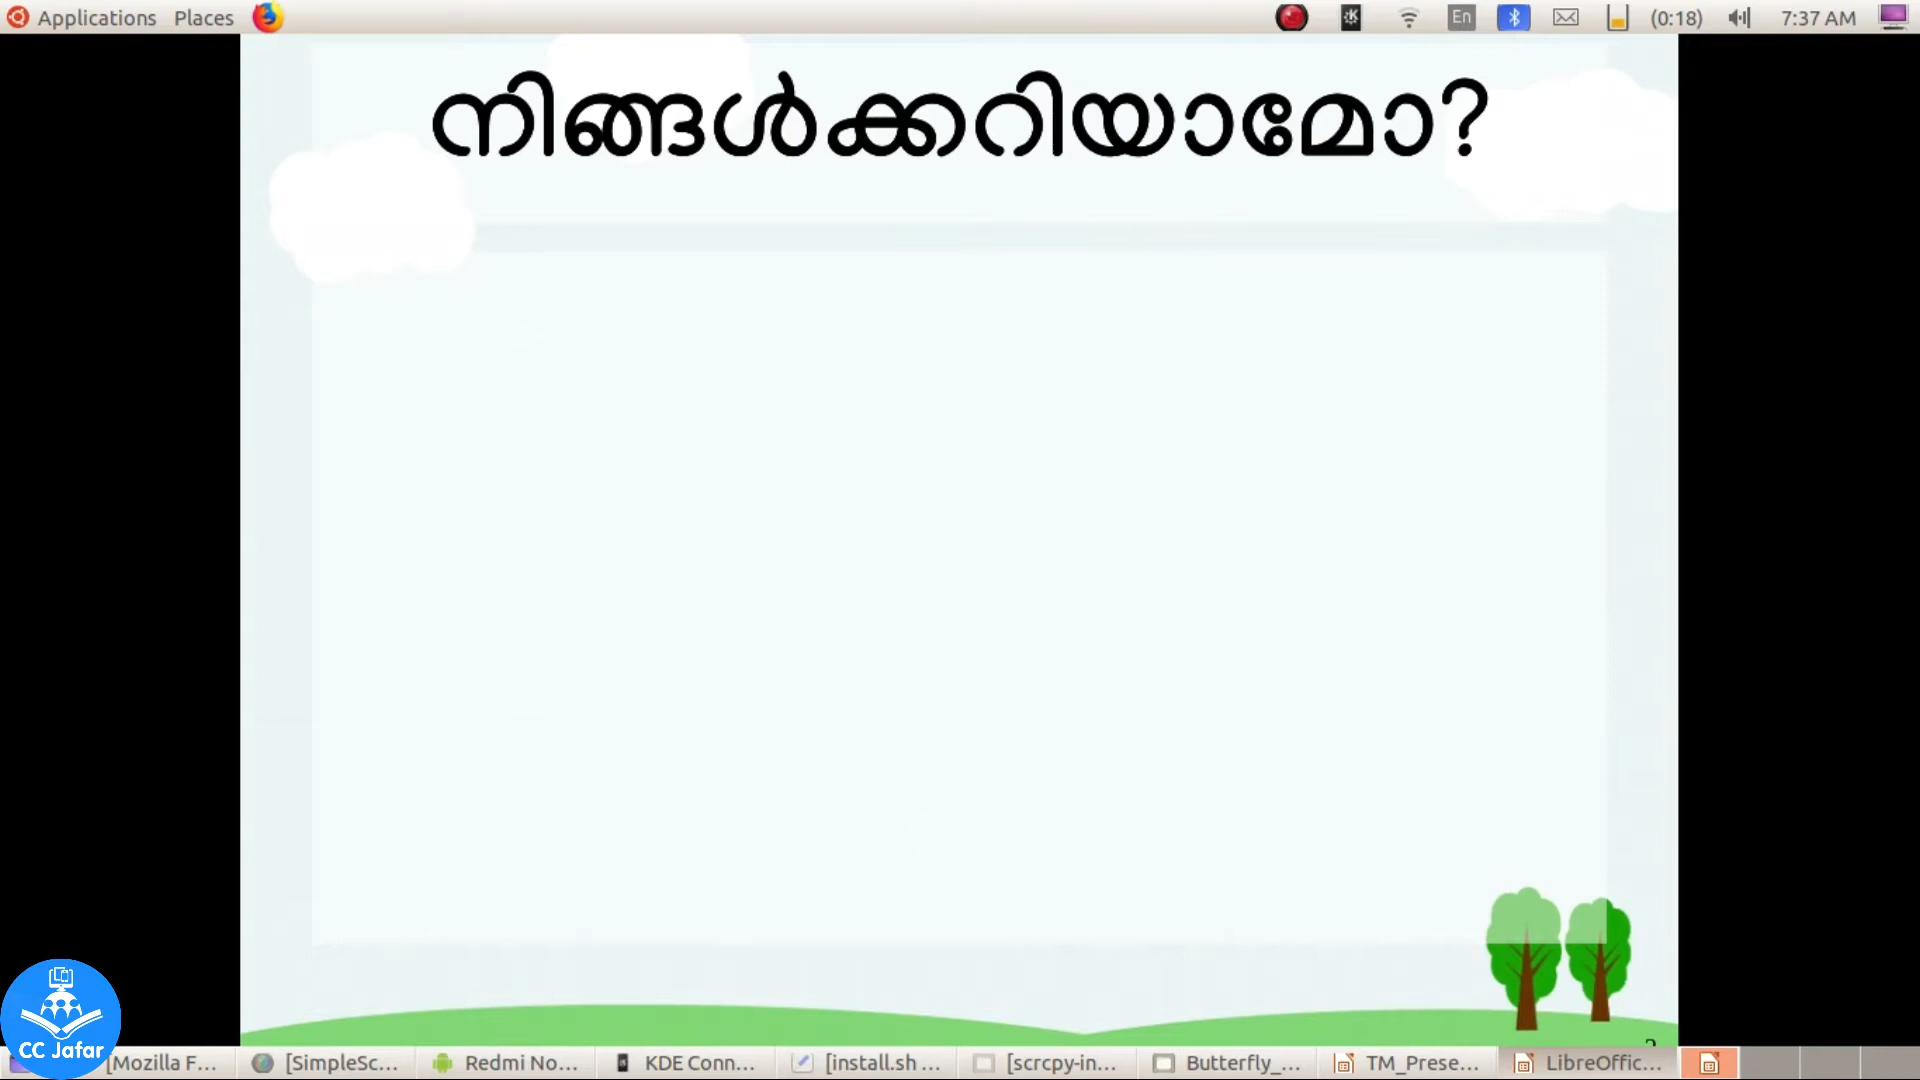 Applications Places
En (0:18) 7:37 AM
നിങ്ങൾക്കറിയാമോ?
CC Jafar
[Mozilla F... [SimpleSc... Redmi No... KDE Conn... [install.sh ... [scrcpy-in... Butterfly_... TM_Prese... LibreOffic...